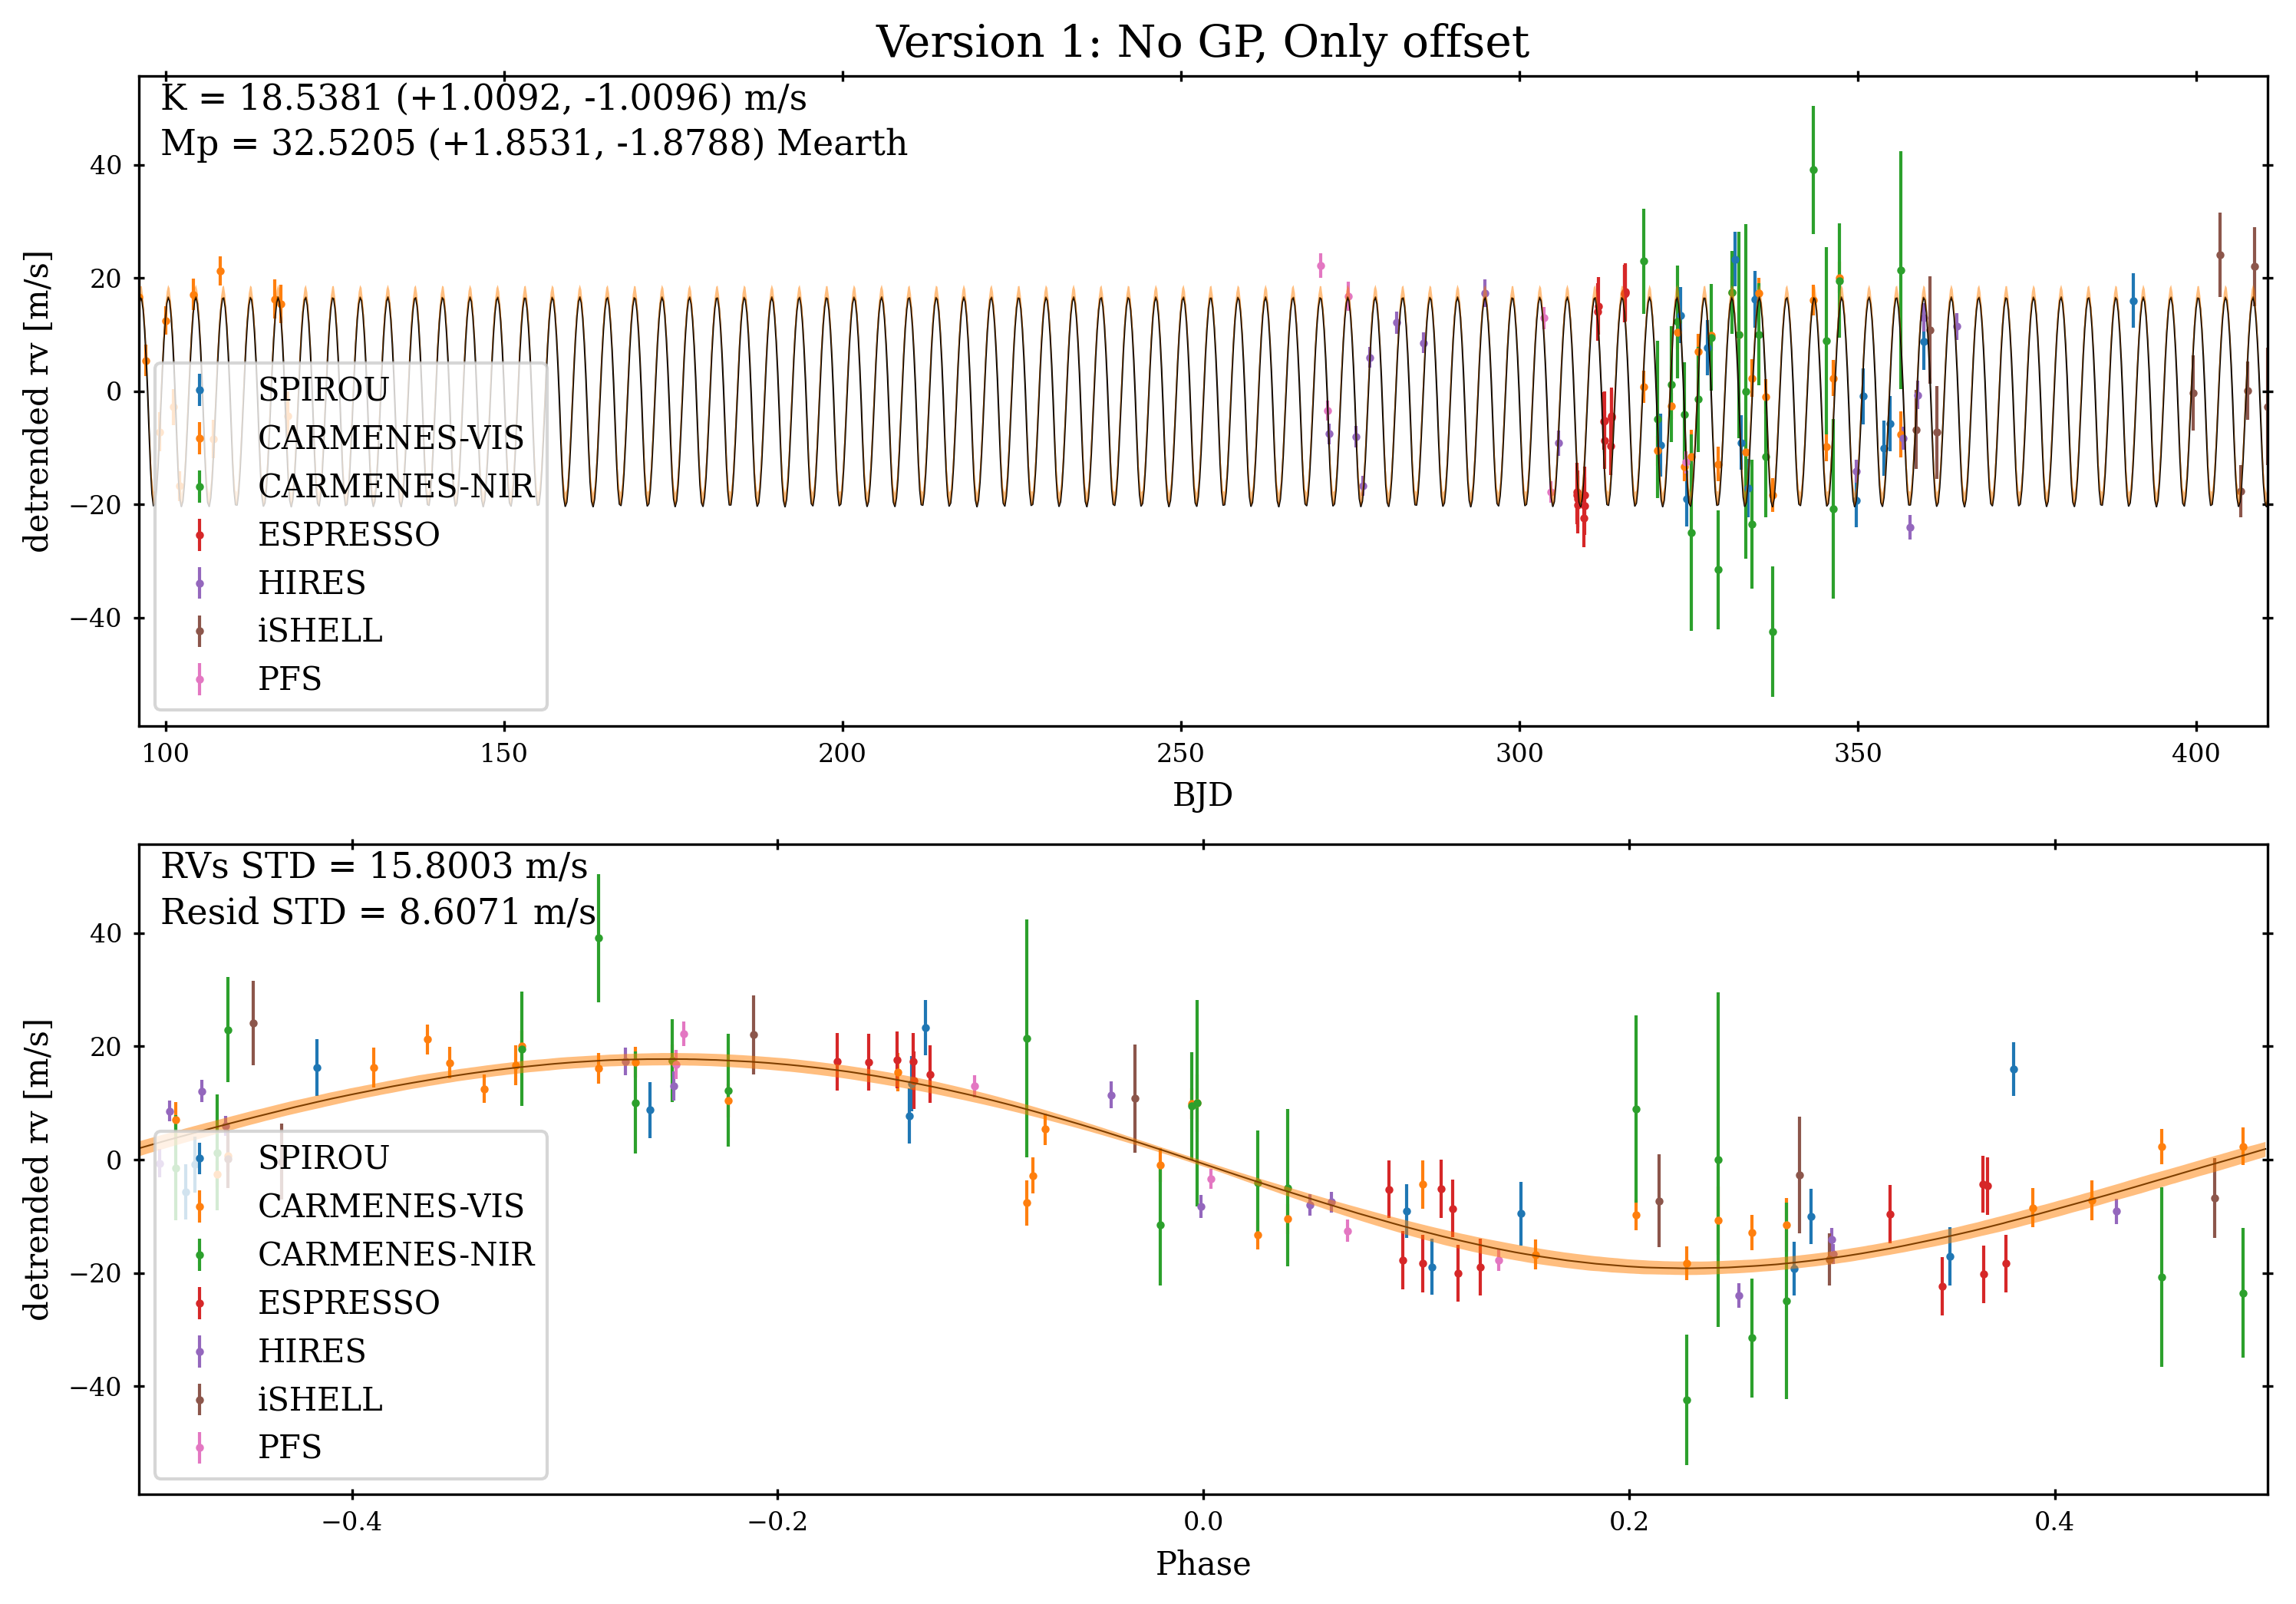 Version 1: No GP, Only offset
K = 18.5381 (+1.0092, -1.0096) m/s
Mp = 32.5205 (+1.8531, -1.8788) Mearth
detrended rv [m/s]
40
20
0
−20
−40
SPIROU
CARMENES-VIS
CARMENES-NIR
ESPRESSO
HIRES
iSHELL
PFS
100 150 200 250 300 350 400
BJD
RVs STD = 15.8003 m/s
Resid STD = 8.6071 m/s
detrended rv [m/s]
40
20
0
−20
−40
SPIROU
CARMENES-VIS
CARMENES-NIR
ESPRESSO
HIRES
iSHELL
PFS
−0.4 −0.2 0.0 0.2 0.4
Phase